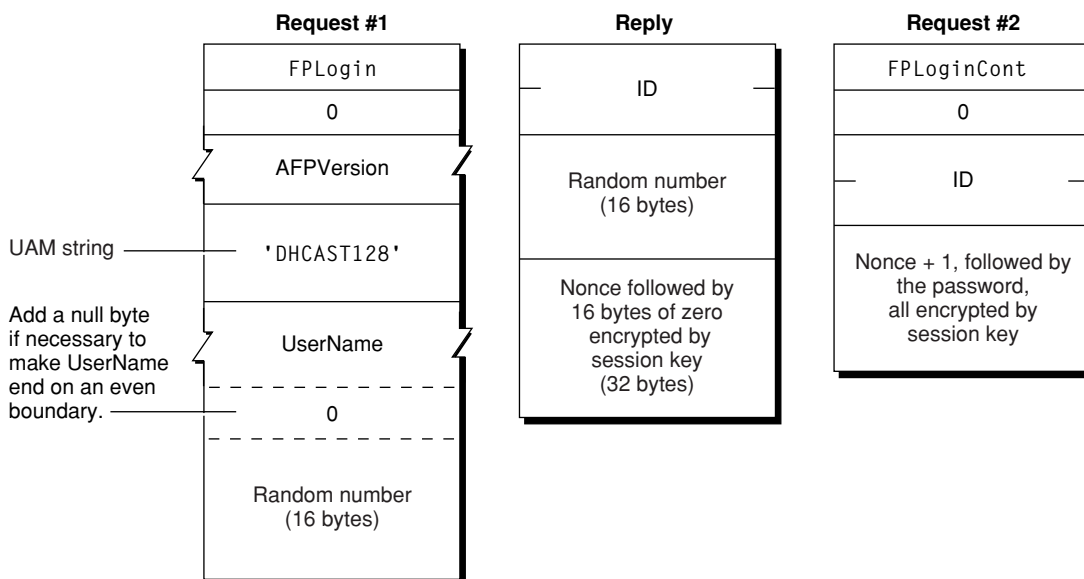 Request #1
FPLogin
0
AFPVersion
UAM string
'DHCAST128'
Add a null byte
if necessary to
make UserName
end on an even
boundary.
UserName
0
Random number
(16 bytes)
Reply
ID
Random number
(16 bytes)
Nonce followed by
16 bytes of zero
encrypted by
session key
(32 bytes)
Request #2
FPLoginCont
0
ID
Nonce + 1, followed by
the password,
all encrypted by
session key